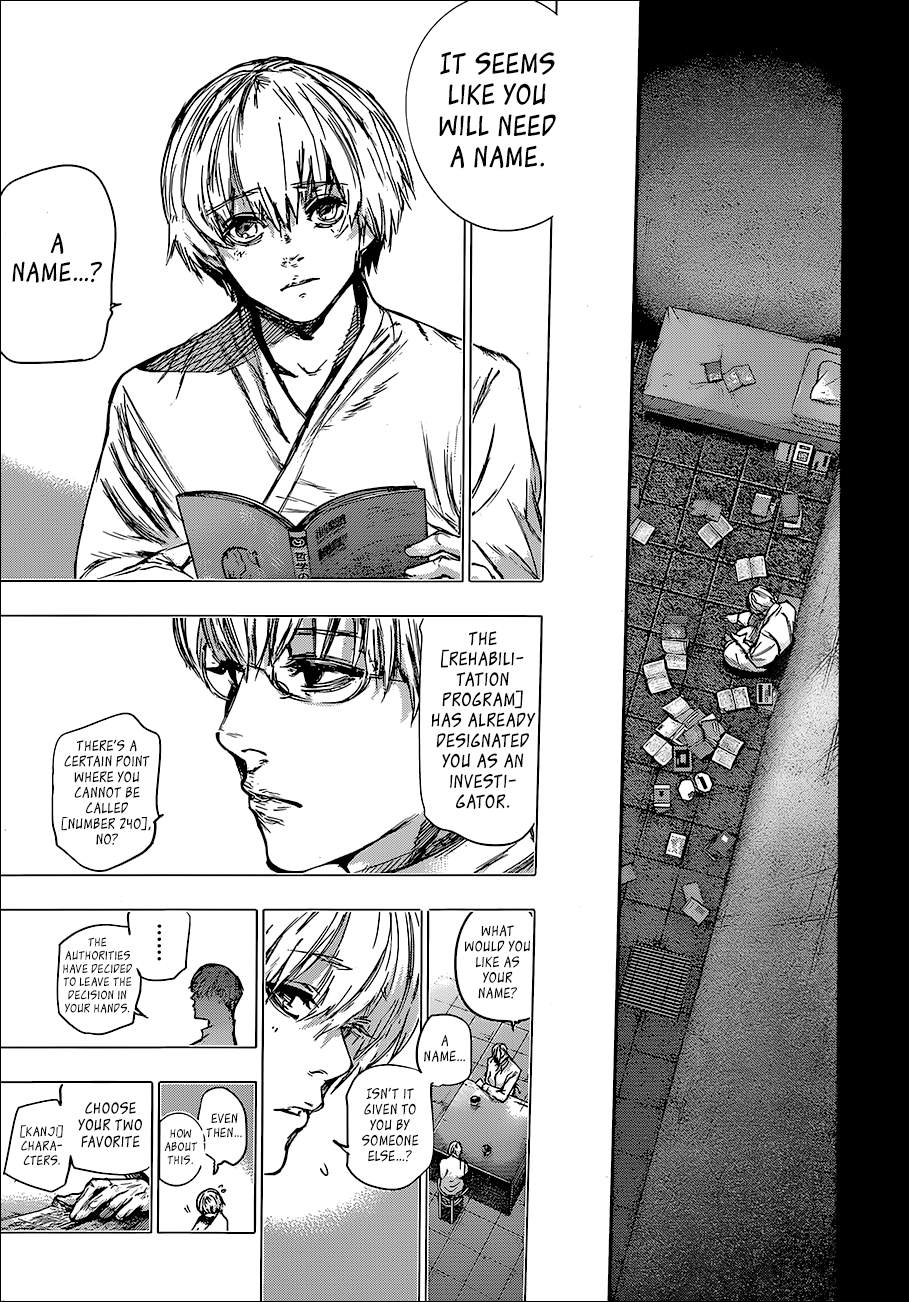 IT SEEMS
LIKE YOU
WILL NEED
A NAME.
A
NAME...?
哲学の
THE
[REHABILI-
TATION
PROGRAM]
HAS ALREADY
DESIGNATED
YOU AS AN
INVESTI-
GATOR.
THERE'S A
CERTAIN POINT
WHERE YOU
CANNOT BE
CALLED
[NUMBER 240],
NO?
WHAT
WOULD YOU
LIKE AS
YOUR
NAME?
A
NAME...
ISN'T IT
GIVEN TO
YOU BY
SOMEONE
ELSE...?
......
THE
AUTHORITIES
HAVE DECIDED
TO LEAVE THE
DECISION IN
YOUR HANDS.
EVEN
THEN...
HOW
ABOUT
THIS.
CHOOSE
YOUR TWO
FAVORITE
[KANJI]
CHARA-
CTERS.